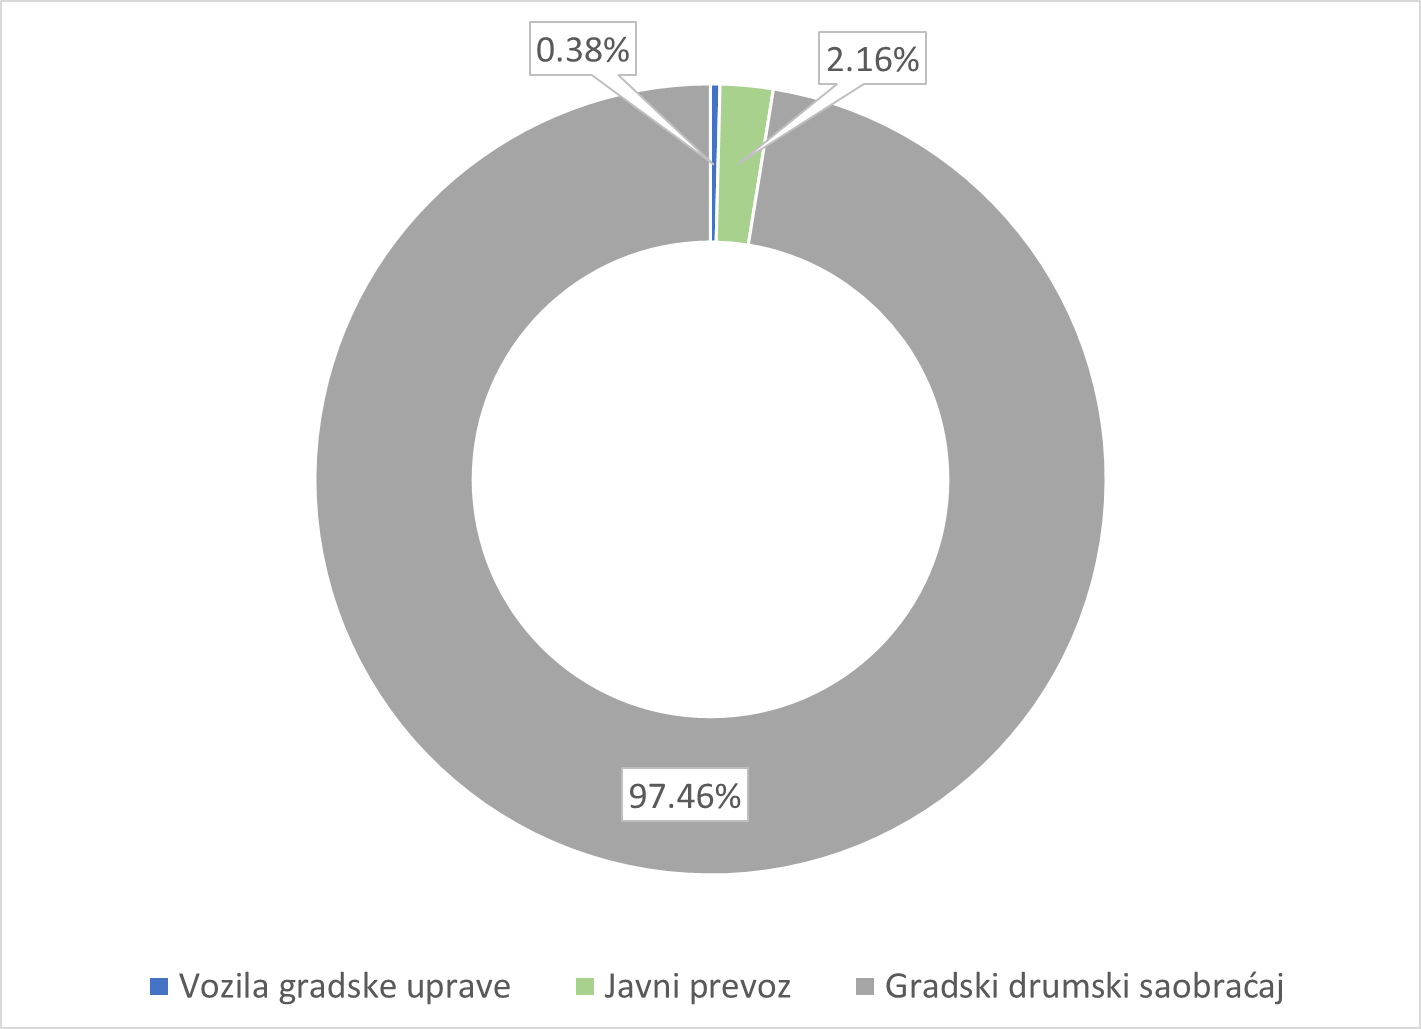 0.38%
2.16%
97.46%
Vozila gradske uprave
Javni prevoz
Gradski drumski saobraćaj